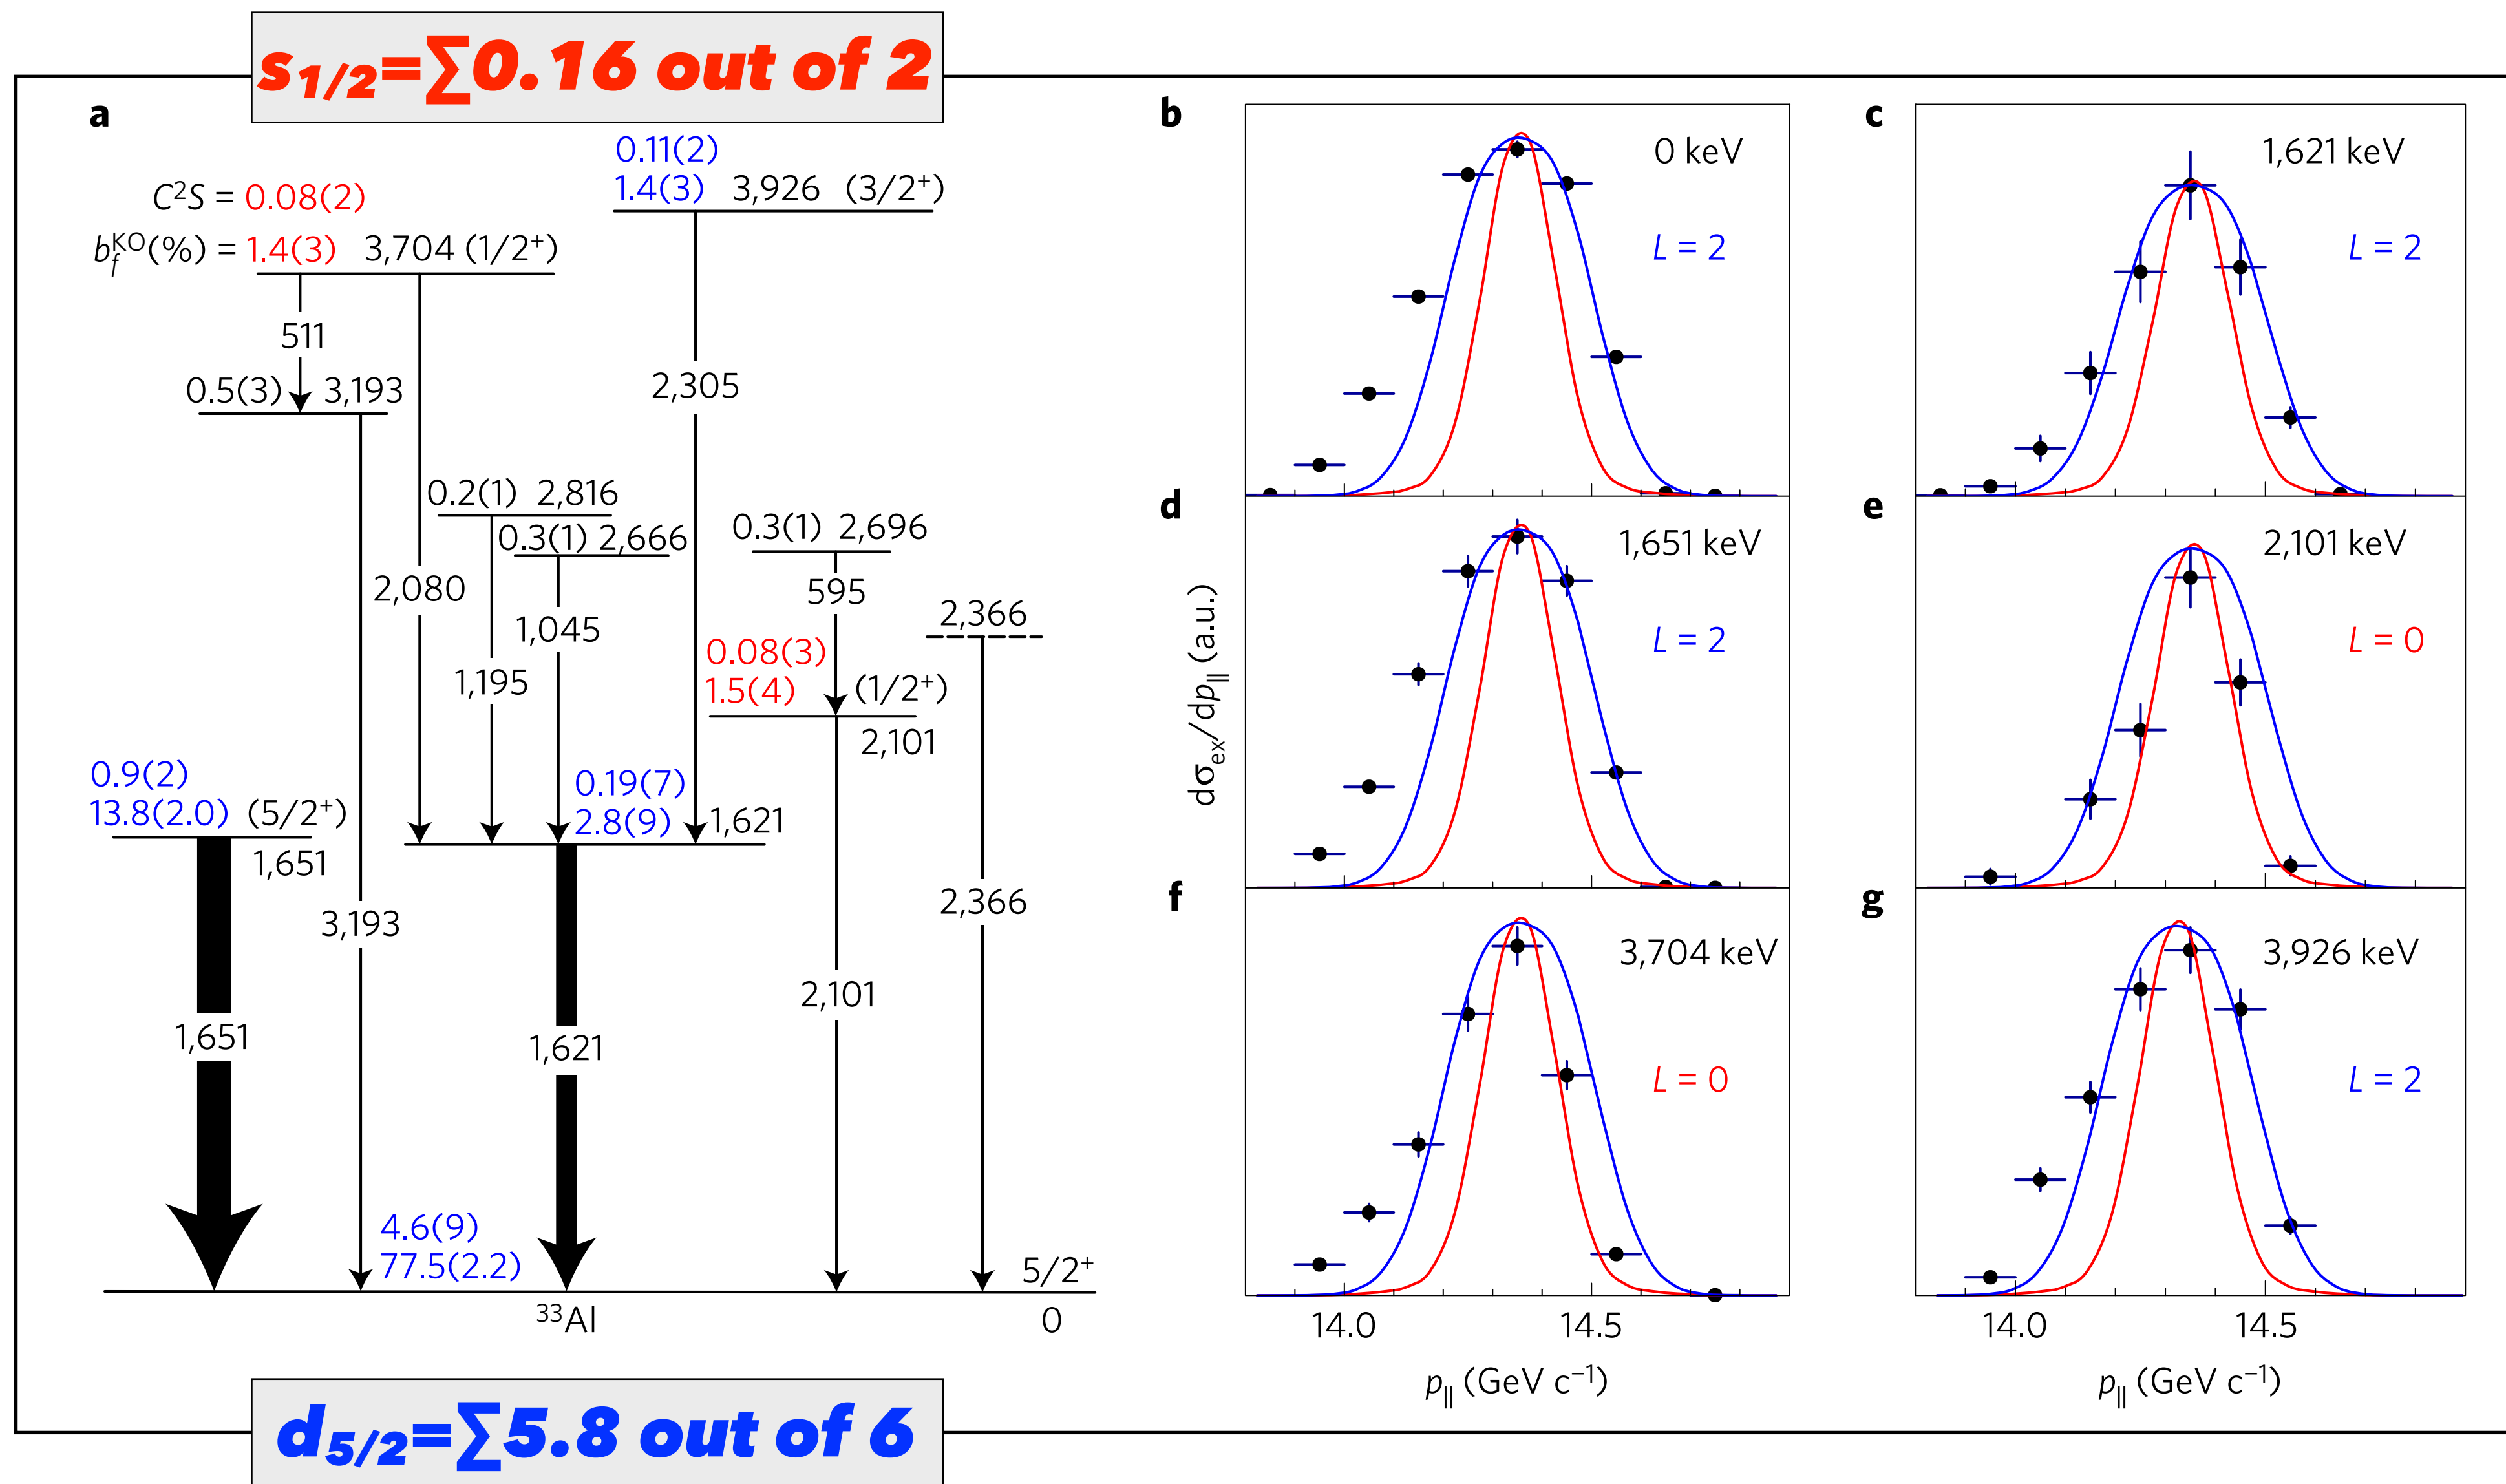 s1/2=∑0.16 out of 2
a
0.11(2)
1.4(3) 3,926 (3/2⁺)
C²S = 0.08(2)
b_f^KO(%) = 1.4(3) 3,704 (1/2⁺)
511
0.5(3) 3,193
2,305
0.2(1) 2,816
0.3(1) 2,666
0.3(1) 2,696
2,080
595
1,045
2,366
1,195
0.08(3)
1.5(4) (1/2⁺)
2,101
0.9(2)
13.8(2.0) (5/2⁺)
1,651
0.19(7)
2.8(9) 1,621
3,193
2,366
2,101
1,651
1,621
4.6(9)
77.5(2.2)
5/2⁺
³³Al
0
d5/2=∑5.8 out of 6
b
0 keV
L = 2
c
1,621 keV
L = 2
d
1,651 keV
L = 2
e
2,101 keV
L = 0
f
3,704 keV
L = 0
g
3,926 keV
L = 2
dσex/dp|| (a.u.)
14.0 14.5
14.0 14.5
p|| (GeV c⁻¹)
p|| (GeV c⁻¹)